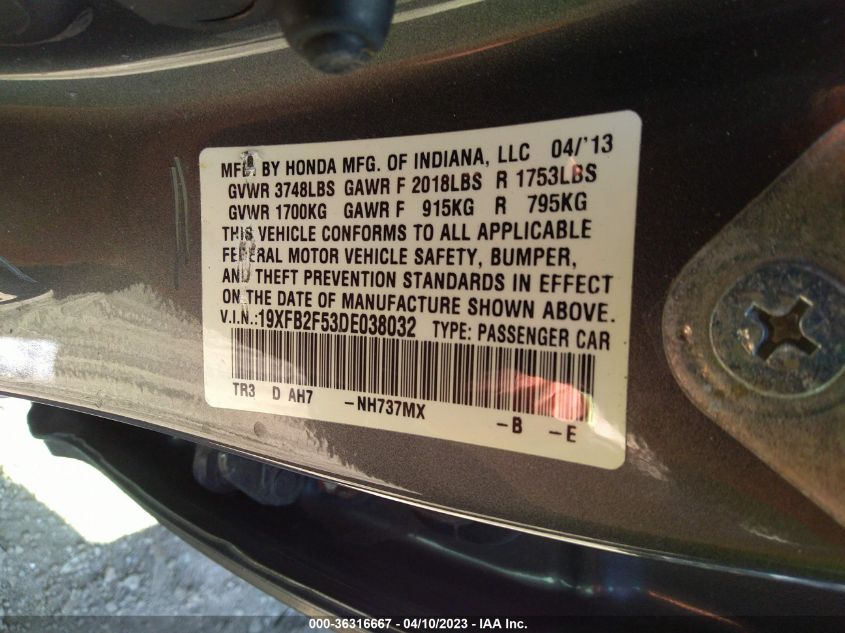 MFD. BY HONDA MFG. OF INDIANA, LLC 04/'13
GVWR 3748LBS GAWR F 2018LBS R 1753LBS
GVWR 1700KG GAWR F 915KG R 795KG
THIS VEHICLE CONFORMS TO ALL APPLICABLE
FEDERAL MOTOR VEHICLE SAFETY, BUMPER,
AND THEFT PREVENTION STANDARDS IN EFFECT
ON THE DATE OF MANUFACTURE SHOWN ABOVE.
V.I.N.:19XFB2F53DE038032 TYPE: PASSENGER CAR
TR3 D AH7 -NH737MX -B -E
000-36316667 - 04/10/2023 - IAA Inc.